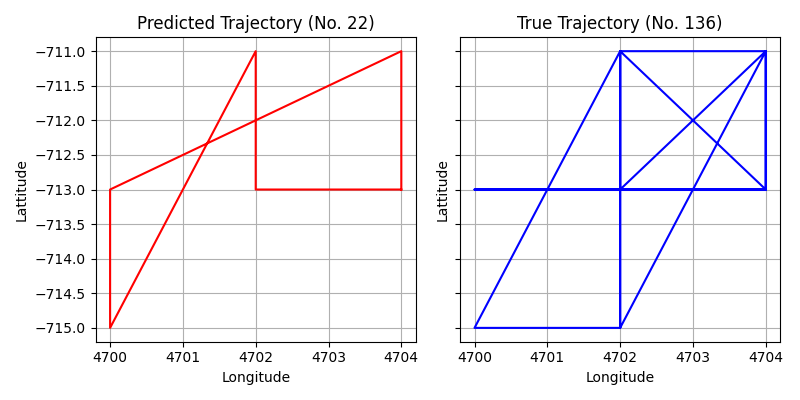 Predicted Trajectory (No. 22)
−711.0
−711.5
−712.0
−712.5
−713.0
−713.5
−714.0
−714.5
−715.0
Lattitude
4700 4701 4702 4703 4704
Longitude
True Trajectory (No. 136)
Lattitude
4700 4701 4702 4703 4704
Longitude